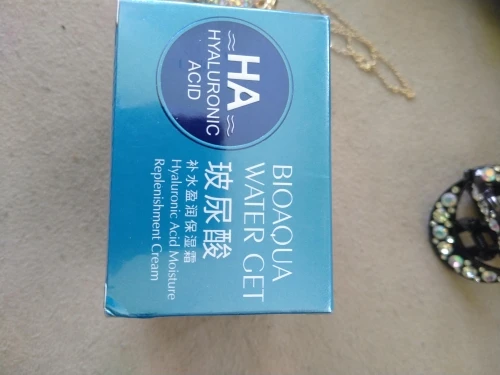 HA
HYALURONIC
ACID
BIOAQUA
WATER GET
玻尿酸
补水盈润保湿霜
Hyaluronic Acid Moisture
Replenishment Cream